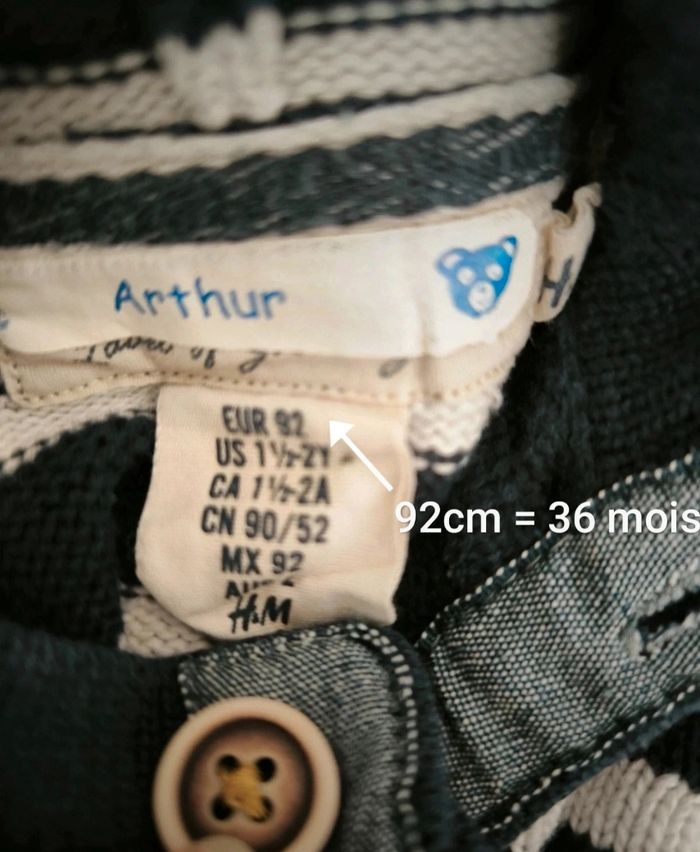 Arthur
H
EUR 92
US 1½-2Y
CA 1½-2A
CN 90/52
MX 92
H&M
92cm = 36 mois